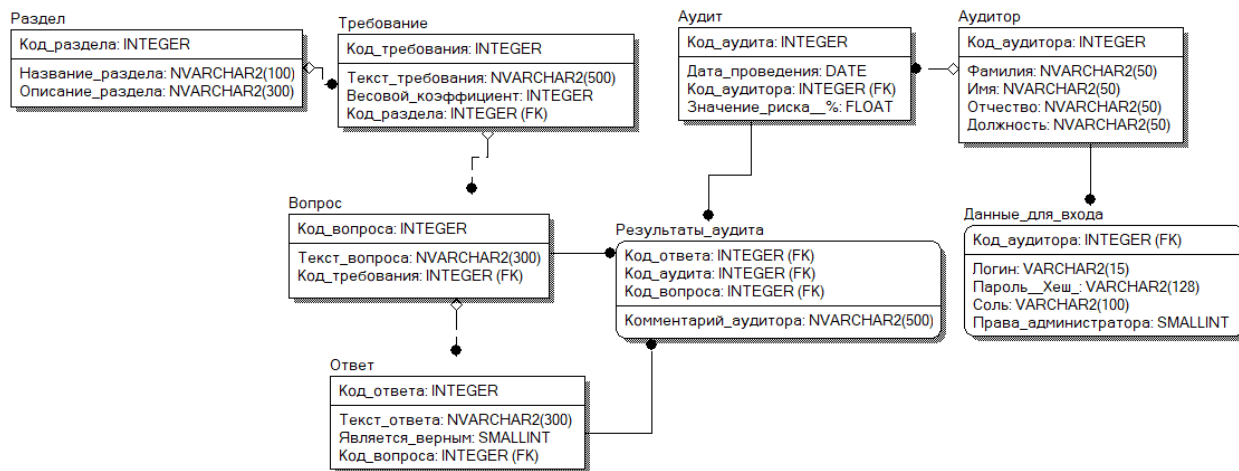 Раздел
Код_раздела: INTEGER
Название_раздела: NVARCHAR2(100)
Описание_раздела: NVARCHAR2(300)
Требование
Код_требования: INTEGER
Текст_требования: NVARCHAR2(500)
Весовой_коэффициент: INTEGER
Код_раздела: INTEGER (FK)
Аудит
Код_аудита: INTEGER
Дата_проведения: DATE
Код_аудитора: INTEGER (FK)
Значение_риска__%: FLOAT
Аудитор
Код_аудитора: INTEGER
Фамилия: NVARCHAR2(50)
Имя: NVARCHAR2(50)
Отчество: NVARCHAR2(50)
Должность: NVARCHAR2(50)
Вопрос
Код_вопроса: INTEGER
Текст_вопроса: NVARCHAR2(300)
Код_требования: INTEGER (FK)
Результаты_аудита
Код_ответа: INTEGER (FK)
Код_аудита: INTEGER (FK)
Код_вопроса: INTEGER (FK)
Комментарий_аудитора: NVARCHAR2(500)
Данные_для_входа
Код_аудитора: INTEGER (FK)
Логин: VARCHAR2(15)
Пароль__Хеш_: VARCHAR2(128)
Соль: VARCHAR2(100)
Права_администратора: SMALLINT
Ответ
Код_ответа: INTEGER
Текст_ответа: NVARCHAR2(300)
Является_верным: SMALLINT
Код_вопроса: INTEGER (FK)